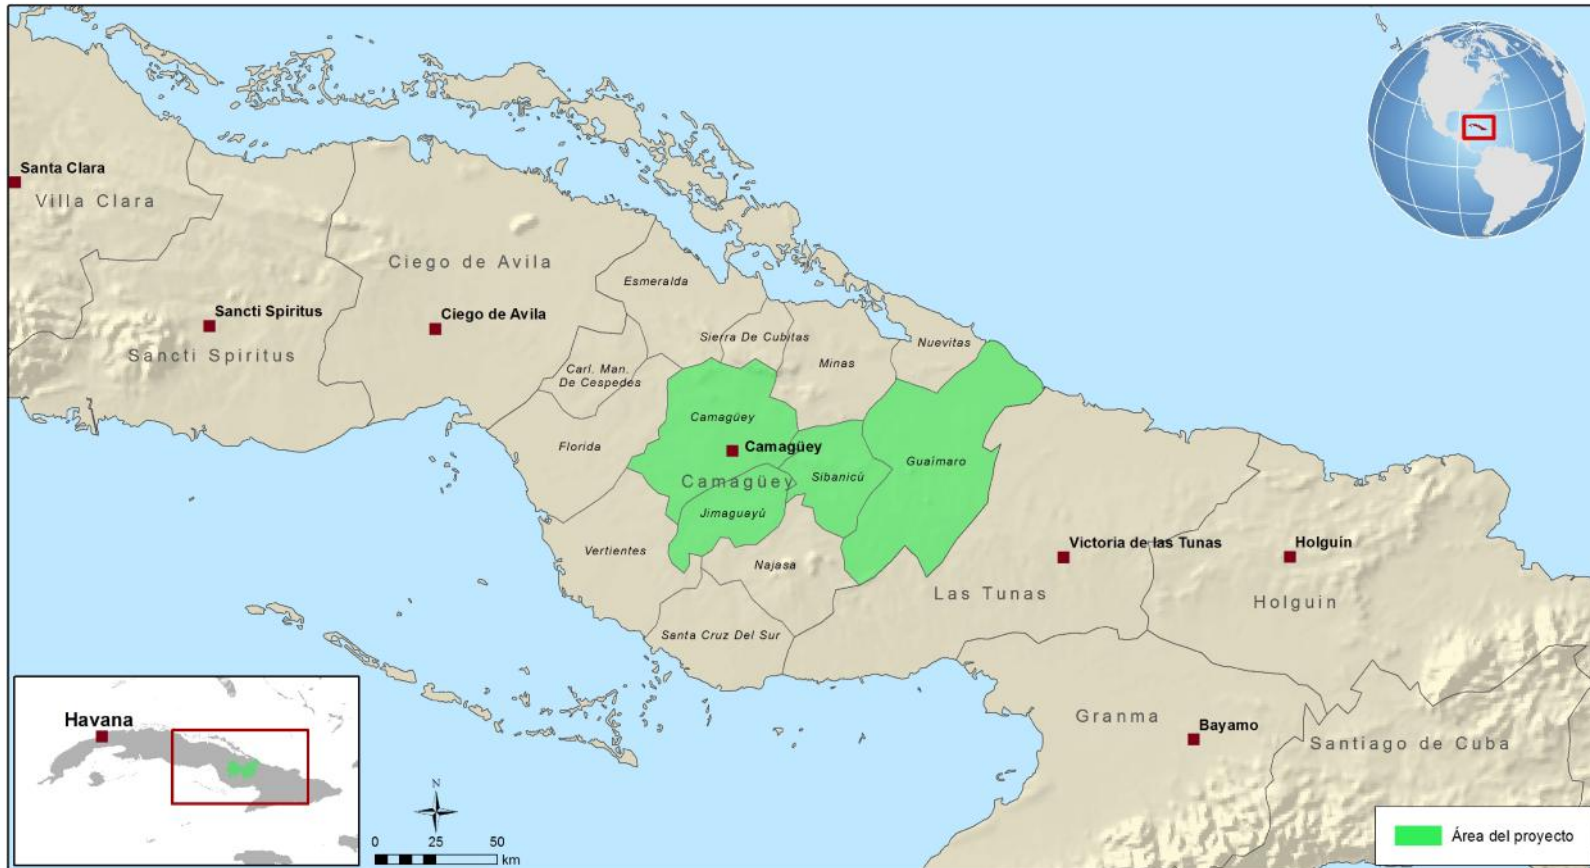 Santa Clara
Villa Clara
Ciego de Avila
Esmeralda
Sancti Spiritus
Ciego de Avila
Sancti Spiritus
Sierra De Cubitas
Nuevitas
Minas
Carl. Man.
De Cespedes
Camagüey
Florida
Camagüey
Guaímaro
Sibanicú
Camagüey
Jimaguayú
Vertientes
Najasa
Victoria de las Tunas
Holguin
Las Tunas
Holguin
Santa Cruz Del Sur
Granma
Bayamo
Santiago de Cuba
Havana
N
0 25 50
km
Área del proyecto